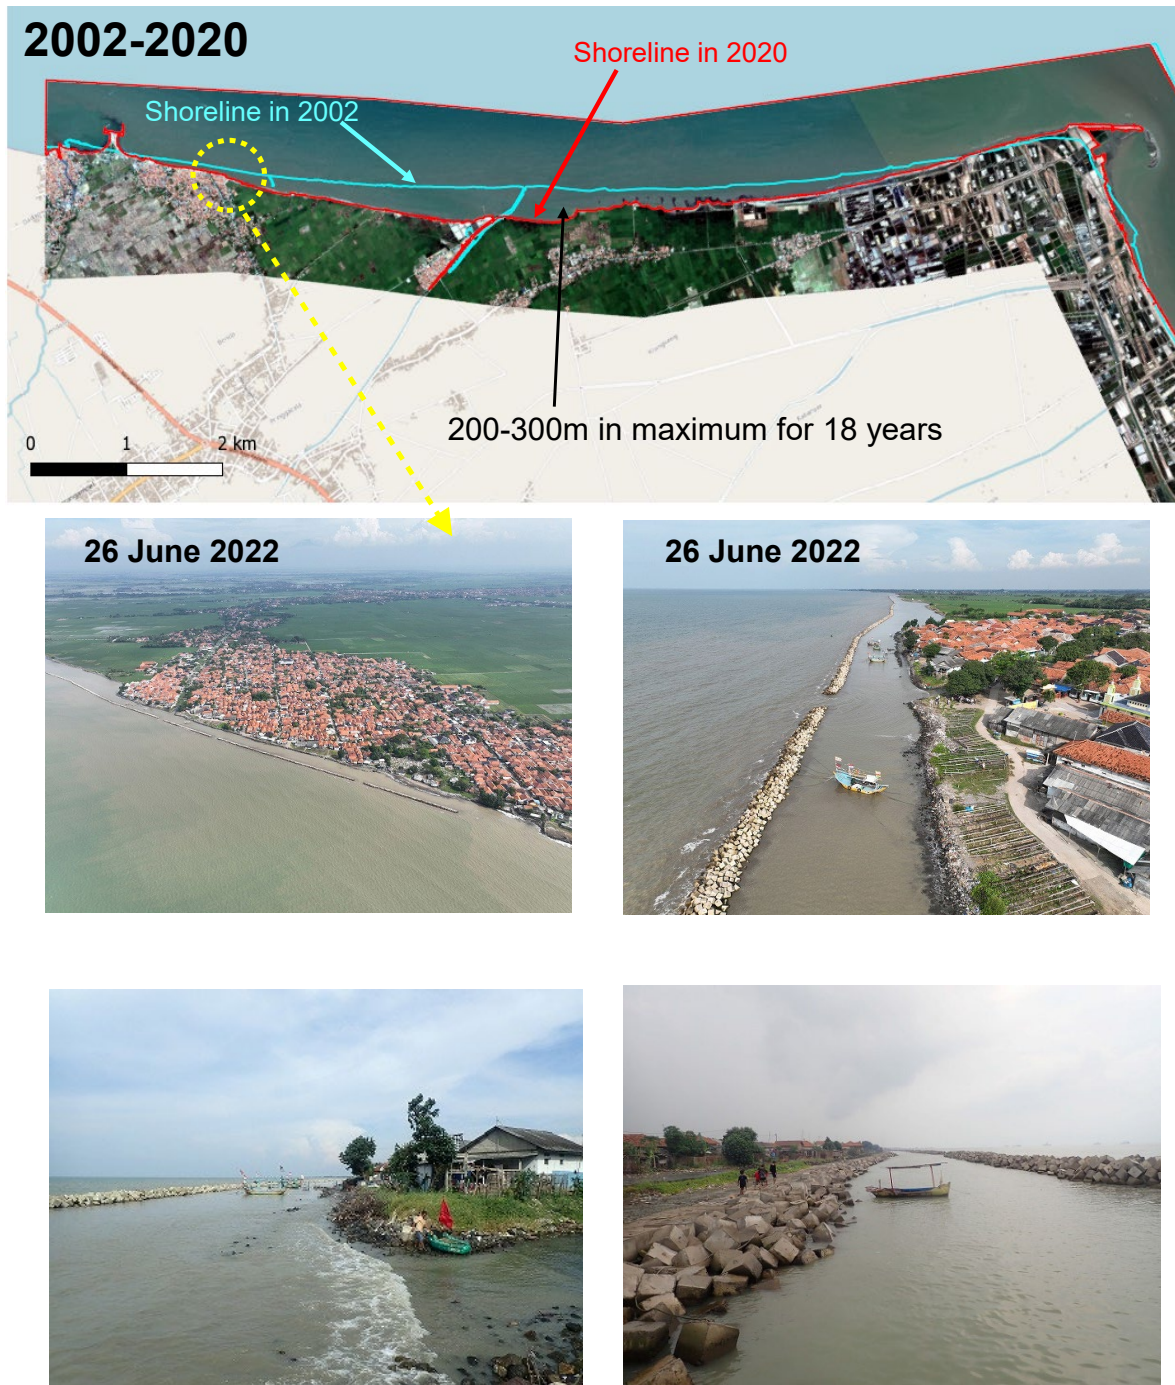 2002-2020
Shoreline in 2020
Shoreline in 2002
200-300m in maximum for 18 years
0 1 2 km
26 June 2022
26 June 2022